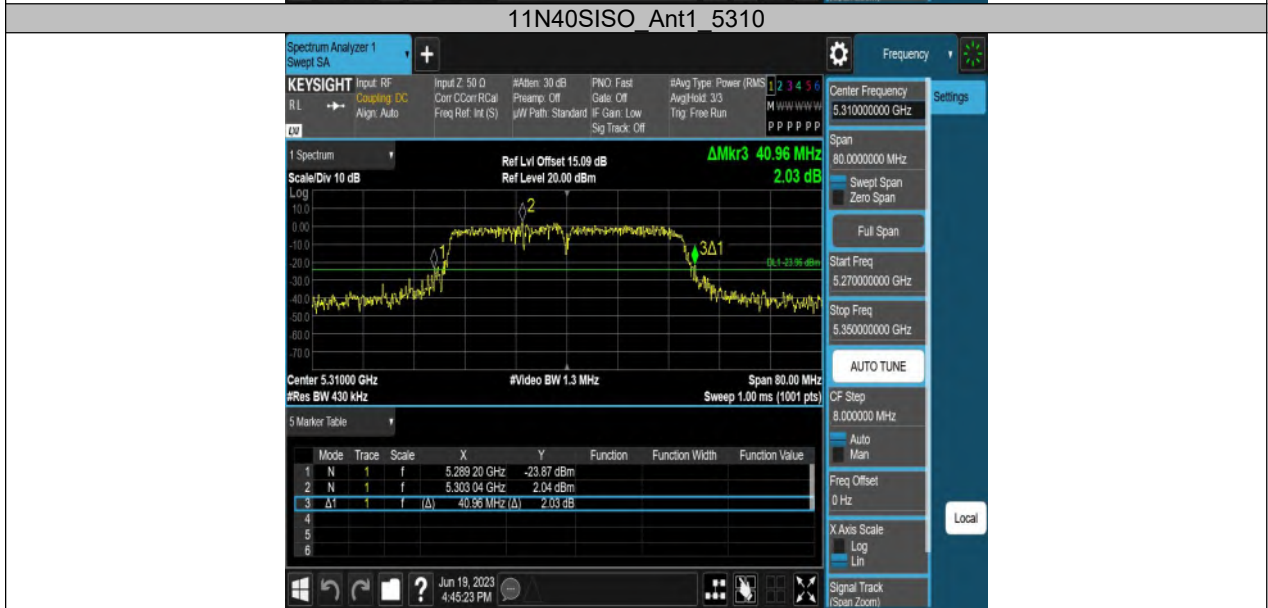 11N40SISO_Ant1_5310
Spectrum Analyzer 1
Swept SA
+
Frequency
KEYSIGHT
RL
LXI
Input: RF
Coupling: DC
Align: Auto
Input Z: 50 Ω
Corr CCorr RCal
Freq Ref: Int (S)
#Atten: 30 dB
Preamp: Off
µW Path: Standard
PNO: Fast
Gate: Off
IF Gain: Low
Sig Track: Off
#Avg Type: Power (RMS
Avg|Hold: 3/3
Trig: Free Run
1 2 3 4 5 6
M W W W W W
P P P P P P
1 Spectrum
Scale/Div 10 dB
Ref Lvl Offset 15.09 dB
Ref Level 20.00 dBm
ΔMkr3 40.96 MHz
2.03 dB
Log
10.0
0.00
-10.0
-20.0
-30.0
-40.0
-50.0
-60.0
-70.0
1
2
3Δ1
DL1 -23.96 dBm
Center 5.31000 GHz
#Res BW 430 kHz
#Video BW 1.3 MHz
Span 80.00 MHz
Sweep 1.00 ms (1001 pts)
5 Marker Table
Mode Trace Scale X Y Function Function Width Function Value
1 N 1 f 5.289 20 GHz -23.87 dBm
2 N 1 f 5.303 04 GHz 2.04 dBm
3 Δ1 1 f (Δ) 40.96 MHz (Δ) 2.03 dB
4
5
6
?
Jun 19, 2023
4:45:23 PM
Center Frequency
5.310000000 GHz
Settings
Span
80.0000000 MHz
Swept Span
Zero Span
Full Span
Start Freq
5.270000000 GHz
Stop Freq
5.350000000 GHz
AUTO TUNE
CF Step
8.000000 MHz
Auto
Man
Freq Offset
0 Hz
X Axis Scale
Log
Lin
Local
Signal Track
(Span Zoom)